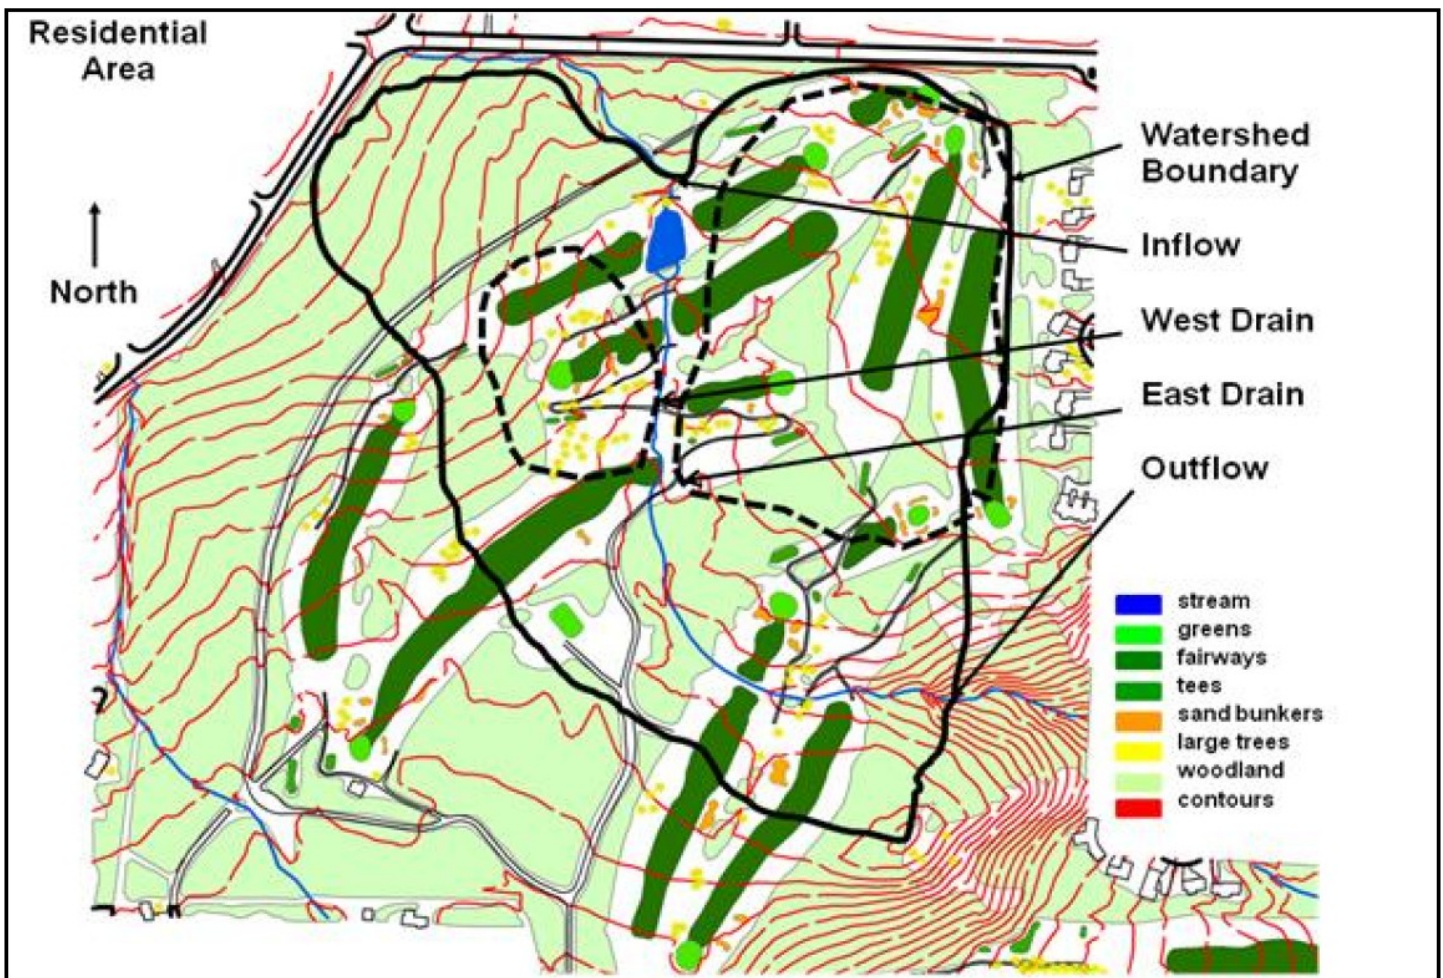 Residential
Area
North
Watershed
Boundary
Inflow
West Drain
East Drain
Outflow
stream
greens
fairways
tees
sand bunkers
large trees
woodland
contours